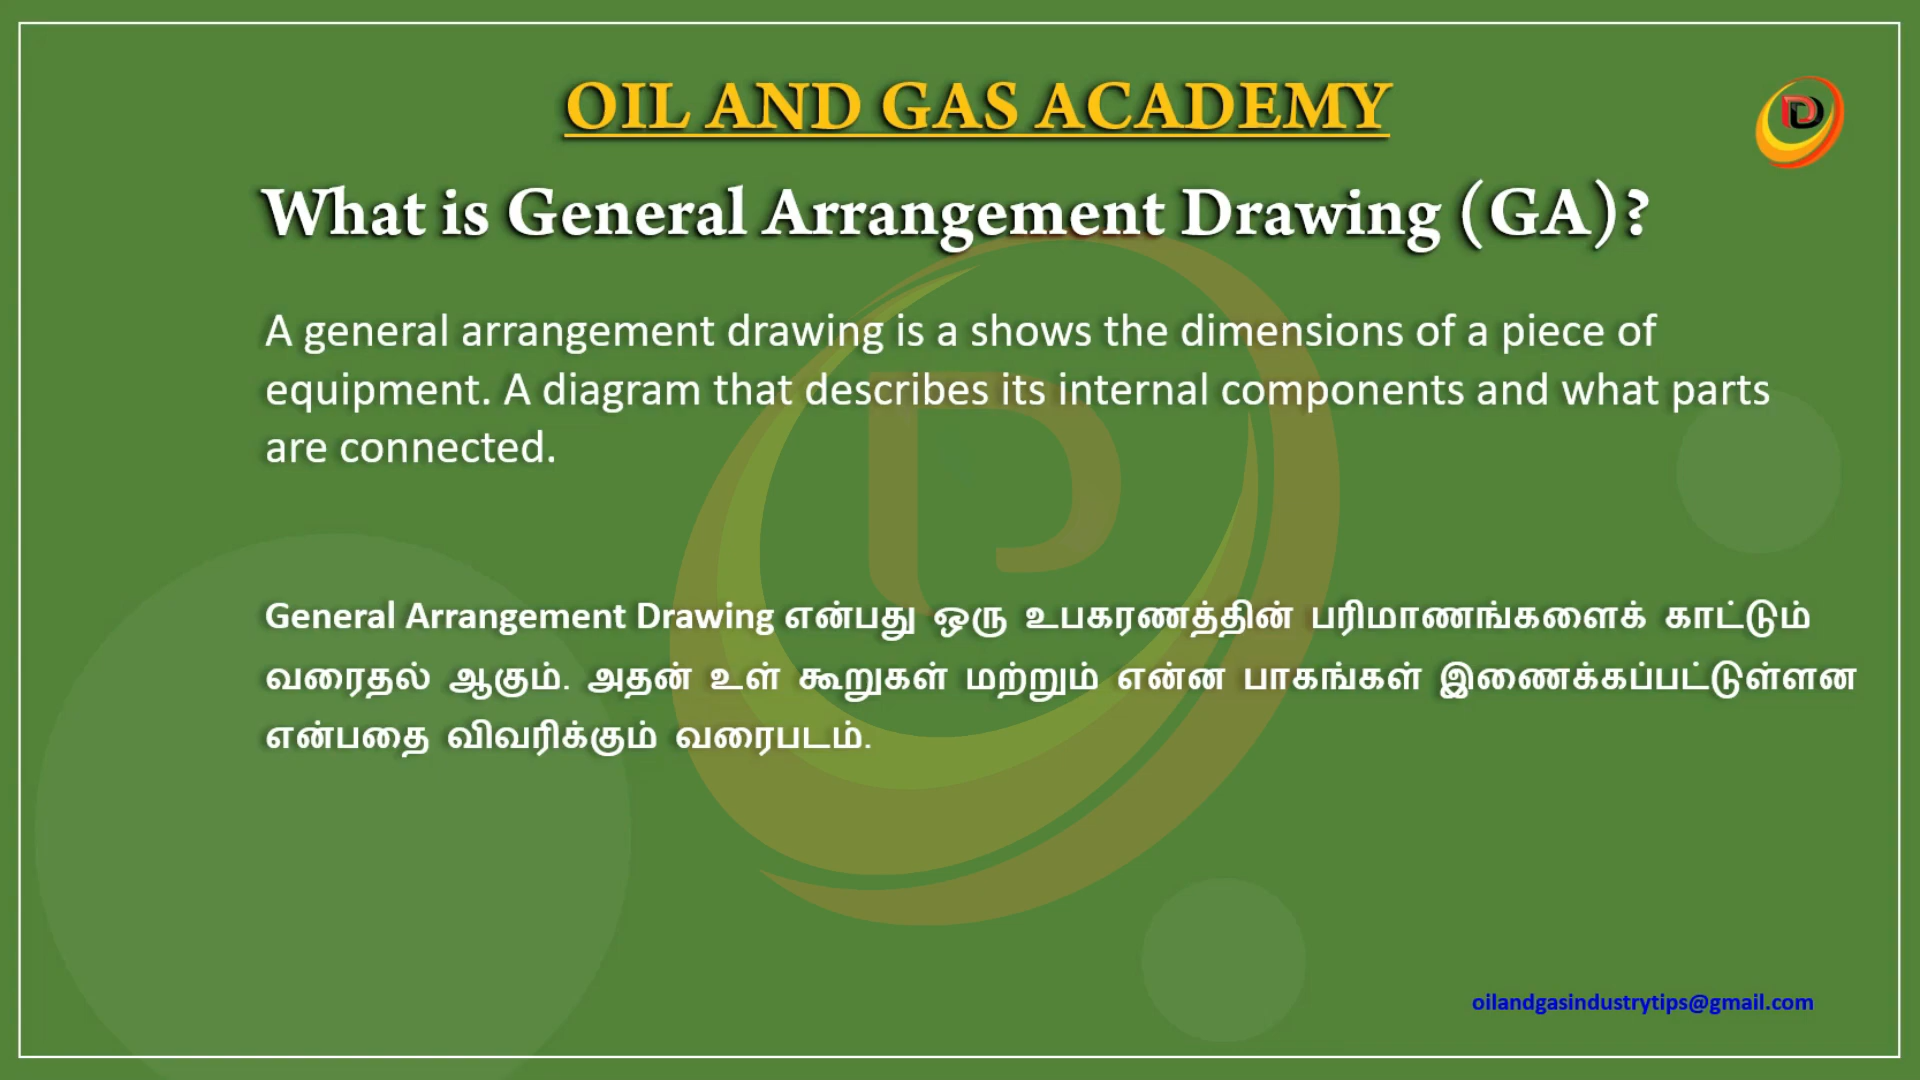 OIL AND GAS ACADEMY
What is General Arrangement Drawing (GA)?
A general arrangement drawing is a shows the dimensions of a piece of
equipment. A diagram that describes its internal components and what parts
are connected.
General Arrangement Drawing என்பது ஒரு உபகரணத்தின் பரிமாணங்களைக் காட்டும்
வரைதல் ஆகும். அதன் உள் கூறுகள் மற்றும் என்ன பாகங்கள் இணைக்கப்பட்டுள்ளன
என்பதை விவரிக்கும் வரைபடம்.
oilandgasindustrytips@gmail.com